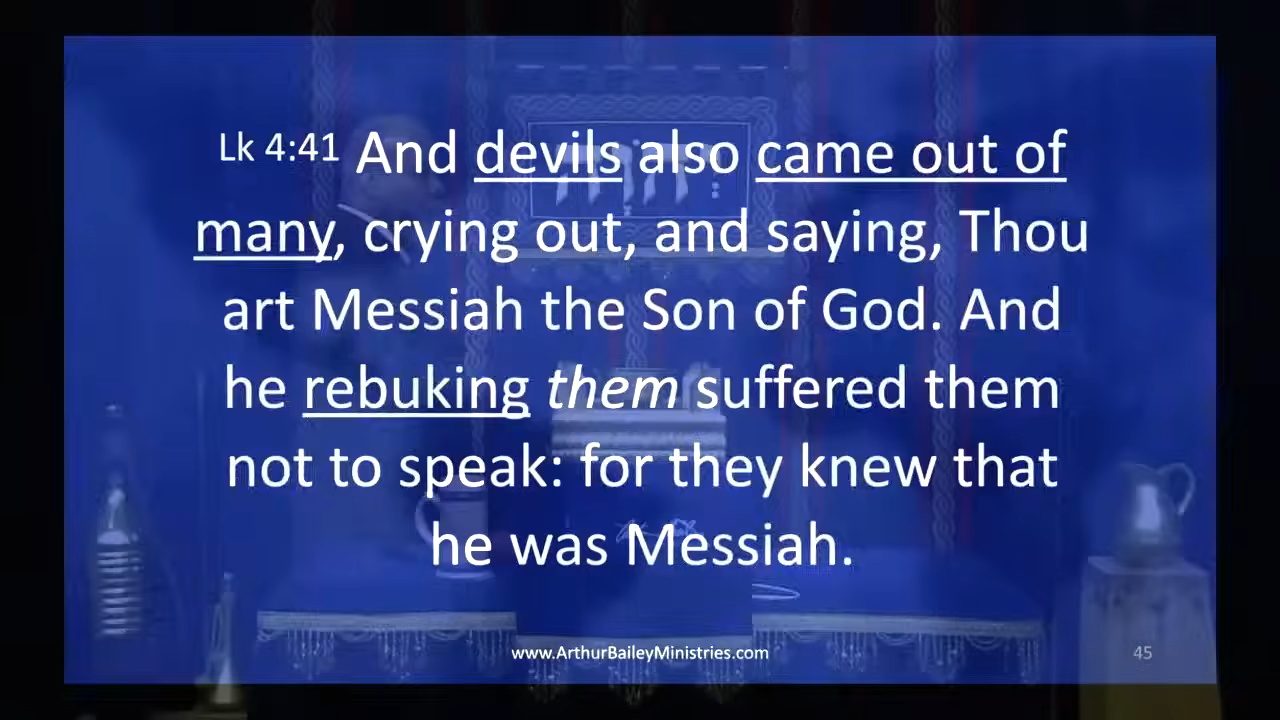 Lk 4:41 And devils also came out of
many, crying out, and saying, Thou
art Messiah the Son of God. And
he rebuking them suffered them
not to speak: for they knew that
he was Messiah.
www.ArthurBaileyMinistries.com
45